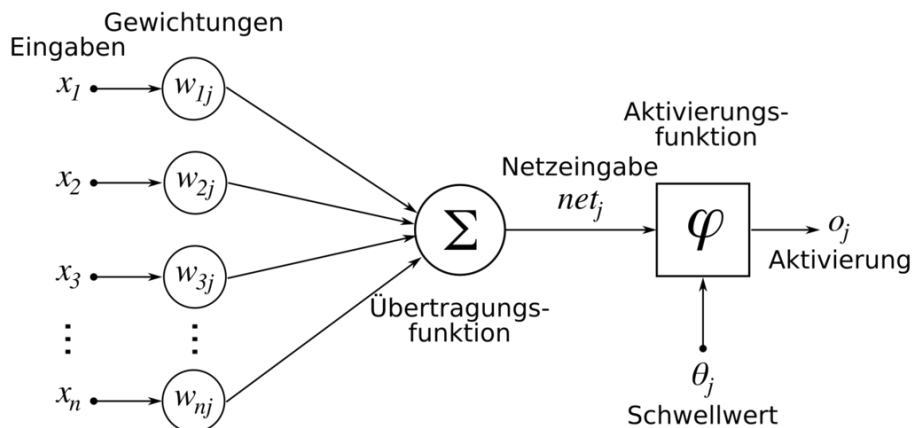 Gewichtungen
Eingaben
x1
w1j
x2
w2j
x3
w3j
⋮
⋮
xn
wnj
Σ
Übertragungs-
funktion
Netzeingabe
netj
Aktivierungs-
funktion
φ
oj
Aktivierung
θj
Schwellwert